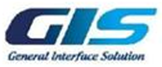 GIS
General Interface Solution